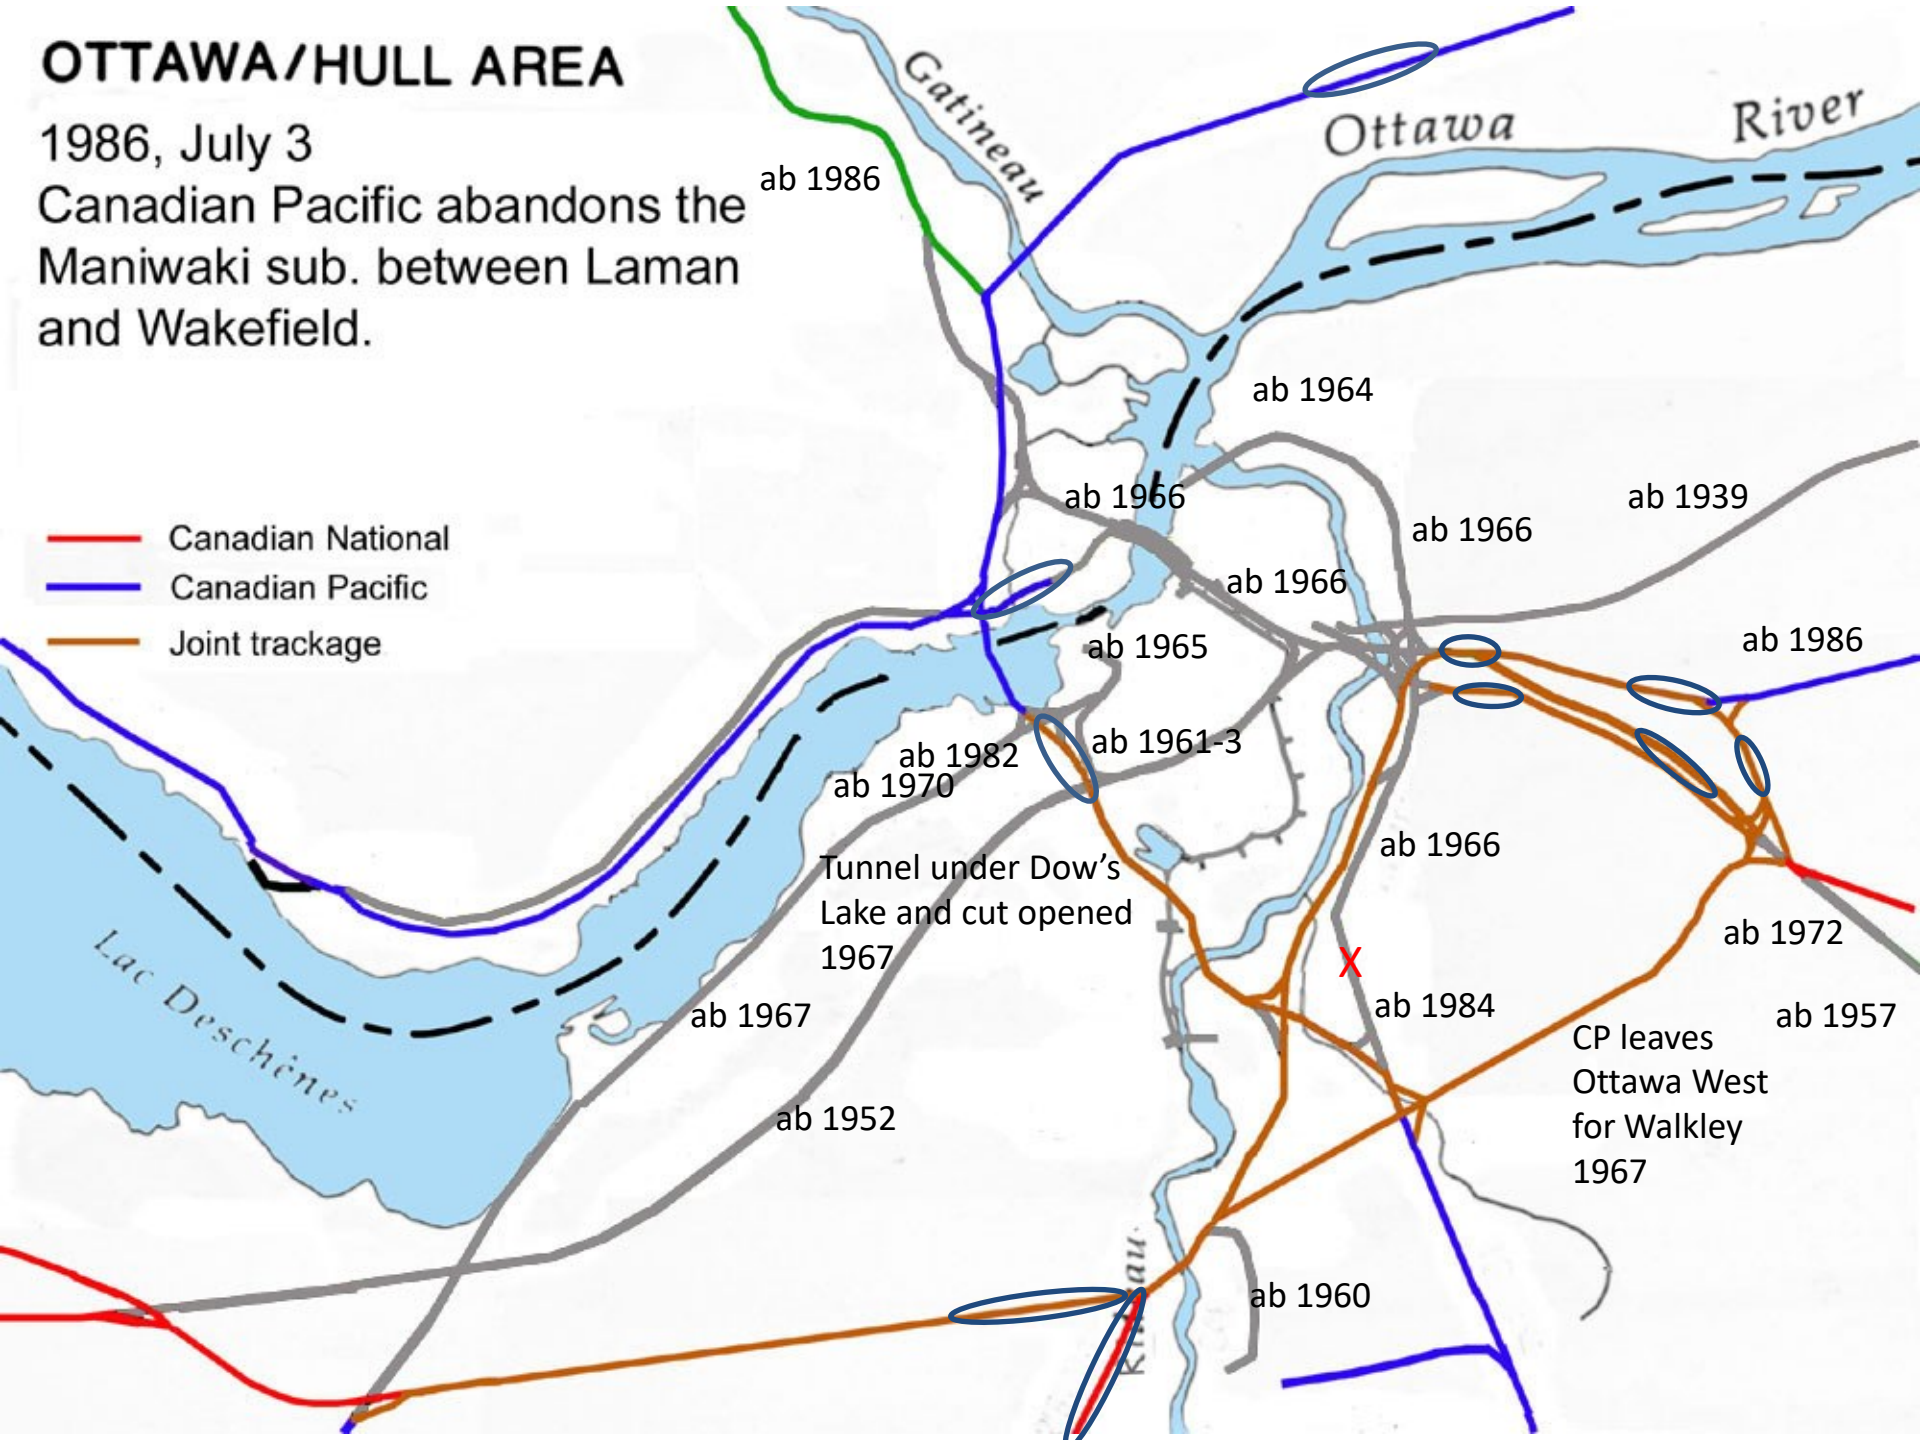 OTTAWA/HULL AREA
1986, July 3
Canadian Pacific abandons the
Maniwaki sub. between Laman
and Wakefield.
Gatineau
Ottawa River
ab 1986
ab 1964
ab 1966
ab 1939
ab 1966
ab 1966
Canadian National
Canadian Pacific
Joint trackage
ab 1965
ab 1986
ab 1982
ab 1961-3
ab 1970
ab 1966
Tunnel under Dow's
Lake and cut opened
1967
Lac Deschênes
ab 1972
X
ab 1967
ab 1984
ab 1957
CP leaves
Ottawa West
for Walkley
1967
ab 1952
ab 1960